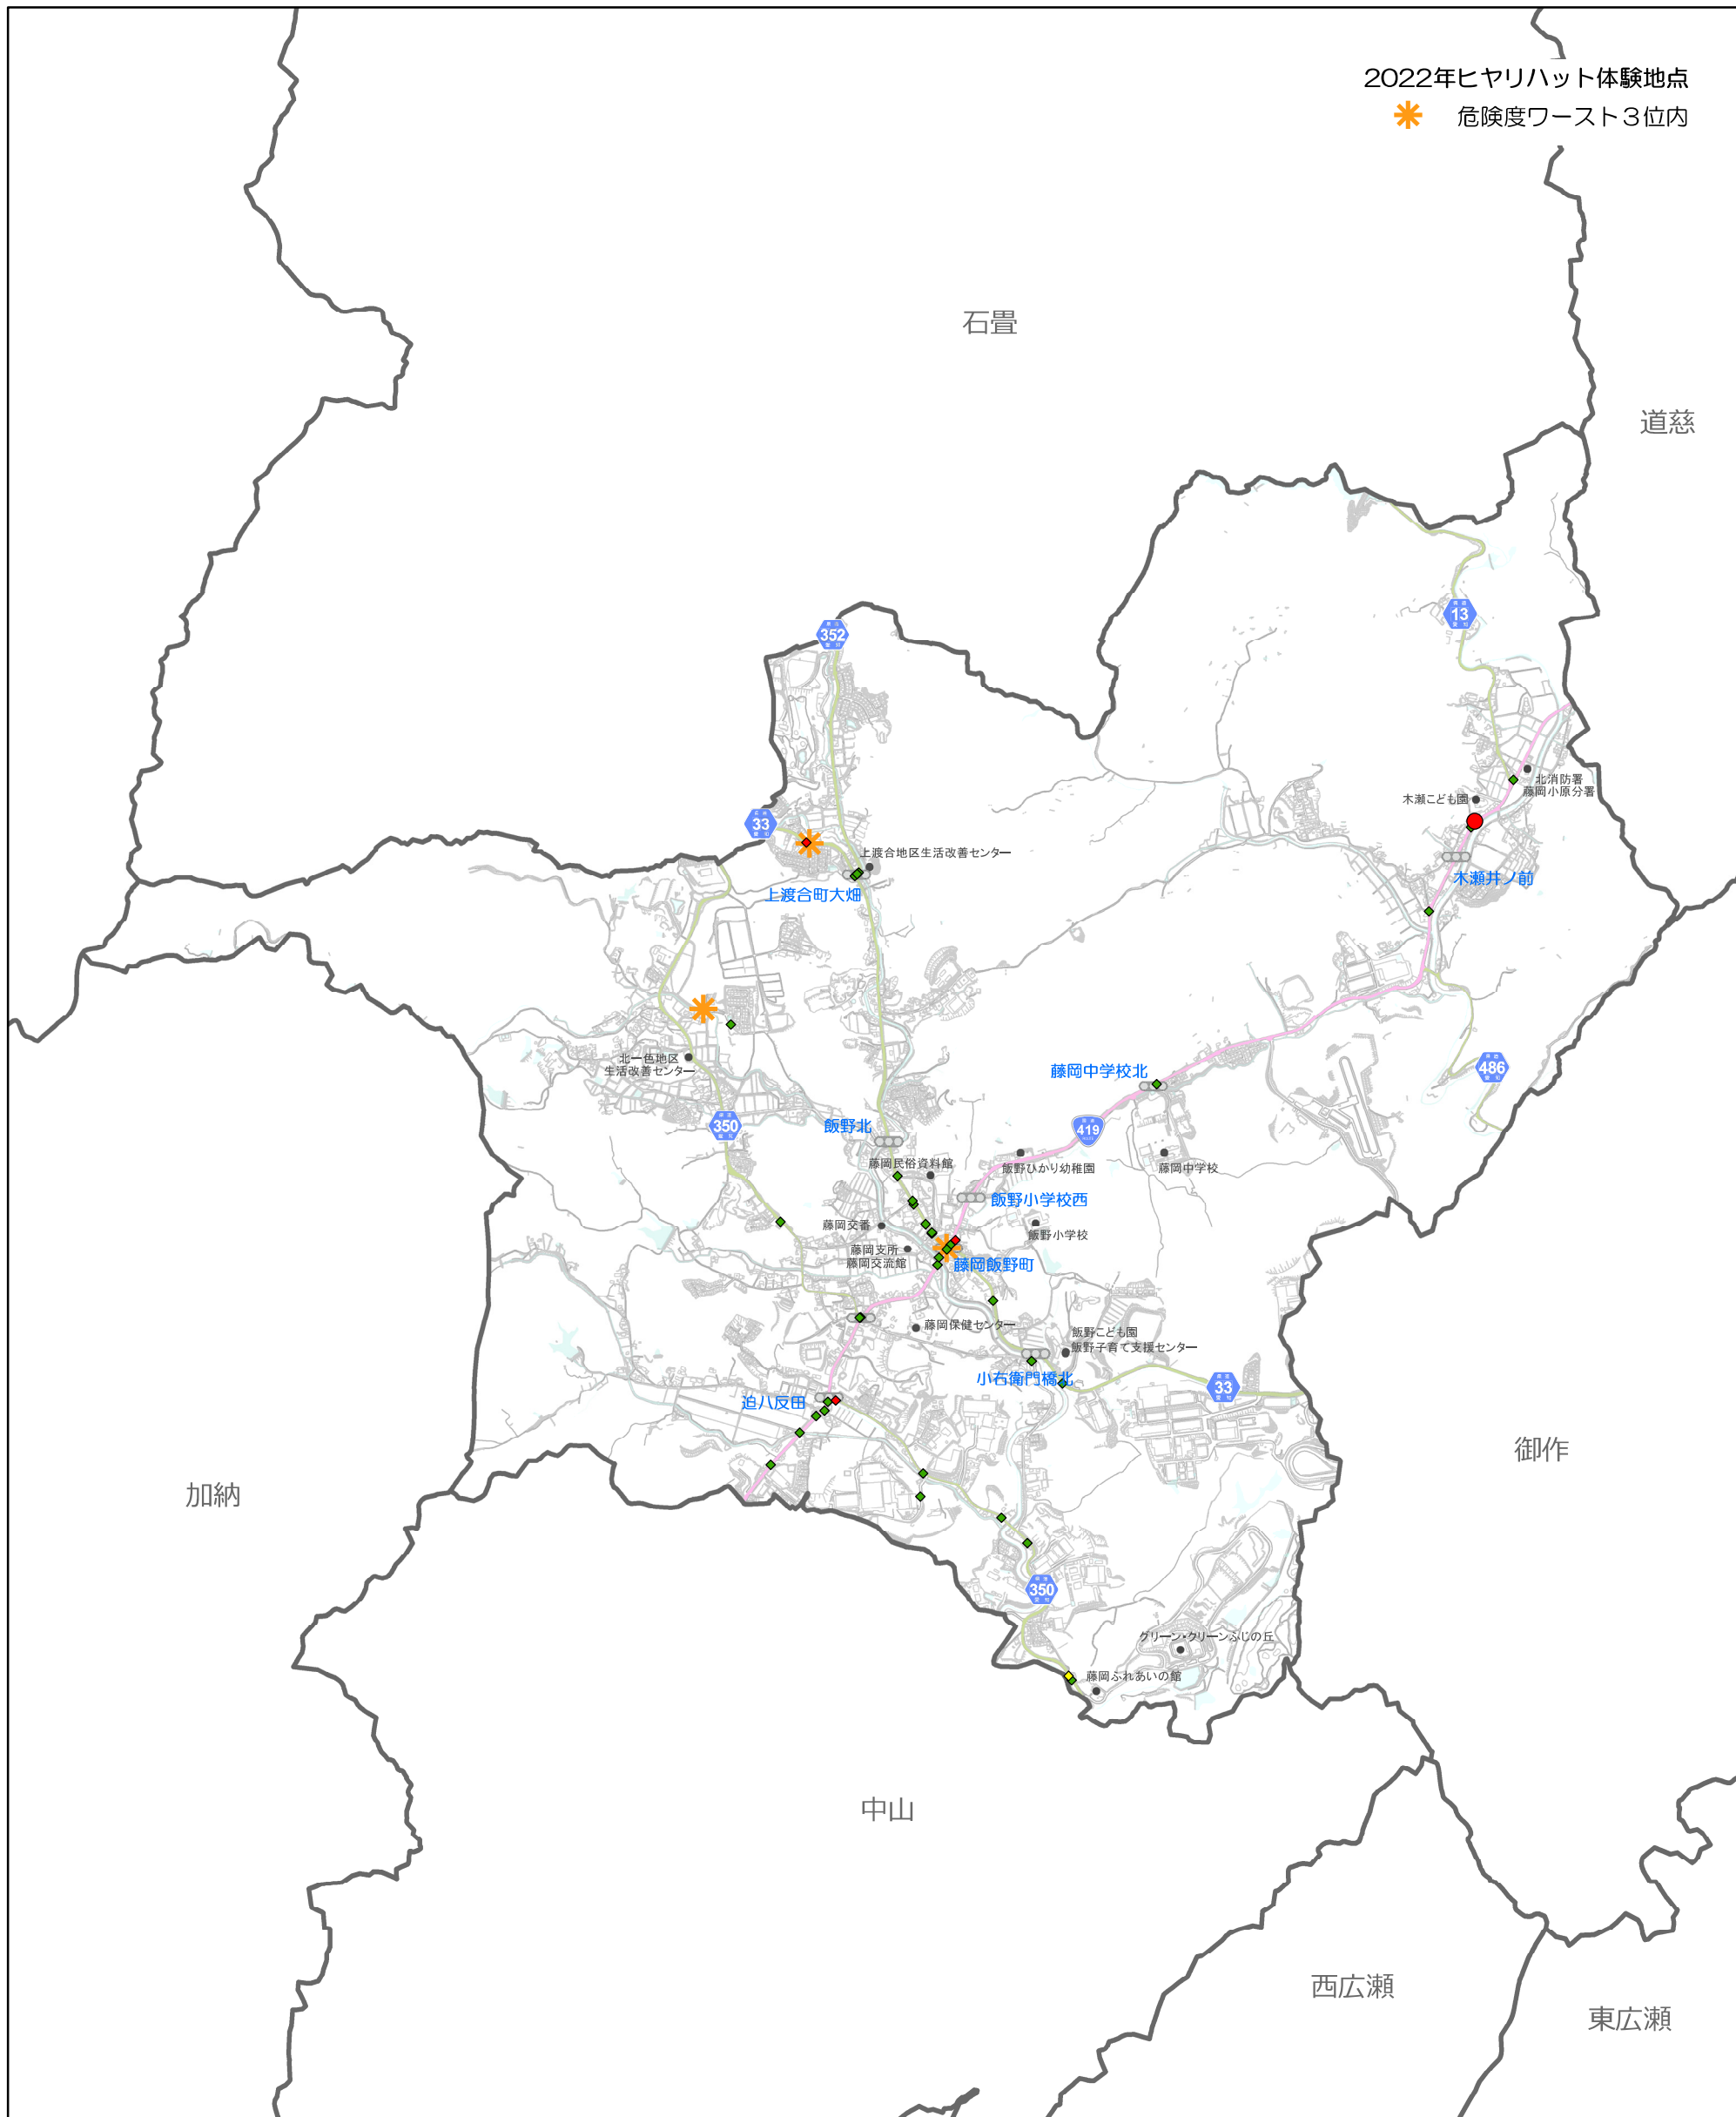 2022年ヒヤリハット体験地点
危険度ワースト３位内
石畳
道慈
13
352
北消防署
藤岡小原分署
木瀬こども園
33
上渡合地区生活改善センター
木瀬井ノ前
上渡合町大畑
北一色地区
生活改善センター
藤岡中学校北
486
350
飯野北
419
藤岡民俗資料館
飯野ひかり幼稚園
藤岡中学校
飯野小学校西
藤岡交番
飯野小学校
藤岡支所
藤岡交流館
藤岡飯野町
藤岡保健センター
飯野こども園
飯野子育て支援センター
小右衛門橋北
33
迫八反田
御作
加納
350
グリーン・クリーンふじの丘
藤岡ふれあいの館
中山
西広瀬
東広瀬